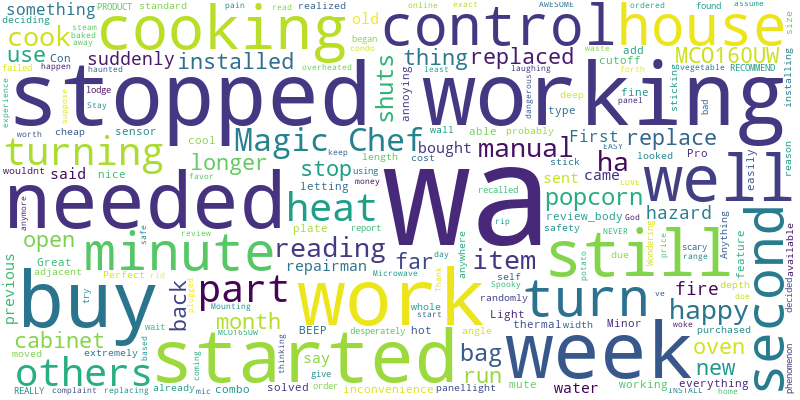 something
deciding
PRODUCT
standard
pain
read
realized
online
exact
AWESOME
control
house
size
steam
baked
away
cooking
old
began
condo
ordered
found
assume
cook
use
Con
suddenly
installed
thing
replaced
MCO160UW
failed
happen
haunted
overheated
shuts
annoying
waste
forth
add
cutoff
RECOMMEND
installing
experience
suppose
lodge
Stay
stopped working
least
laughing
dangerous
deep
type
fine
sticking
panel
vegetable
bad
worth
cheap
sensor
cool
Magic Chef
wall
able
probably
First
EASY
replace
looked
Pro
easily
reason
turning
longer
keep
length
cost
bought
manual
stick
wouldnt
said
nice
favor
stop
using
money
letting
ha
came
sent
LOVE
well
anymore
needed
heat
wa
recalled
popcorn
hazard
review_body
God
plate
report
rip
safety
NEVER
Anything
second
available
decided
open
Great
adjacent
safe
review
minute
reading
repairman
far
day
anywhere
item
potato
still
due
Wondering
price
scary
range
feature
previous
Perfect
rid
plugged
try
buy
back
part
Mounting
Microwave
work
Thank
self
Spooky
randomly
turn
fire
depth
doe
happy
phenomenon
cabinet
MCO165UW
month
whole
start
BEEP
desperately
hot
angle
Light
thermal
width
Minor
ve
woke
purchased
moved
extremely
wait
based
started
thinking
say
week
oven
new
others
coming
solved
give
bag
run
mute
panellight
water
working
everything
REALLY
complaint
replacing
already
mic
combo
order
inconvenience
INSTALL
home